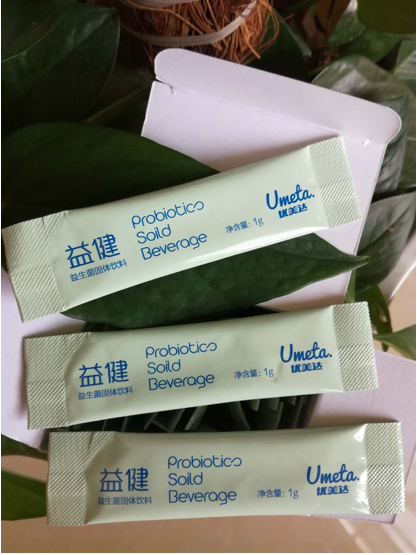 益健
益生菌固体饮料
Probiotics
Soild
Beverage
净含量：1g
Umeta.
优美达
益健
益生菌固体饮料
Probiotics
Soild
Beverage
净含量：1g
Umeta.
优美达
益健
益生菌固体饮料
Probiotics
Soild
Beverage
净含量：1g
Umeta.
优美达